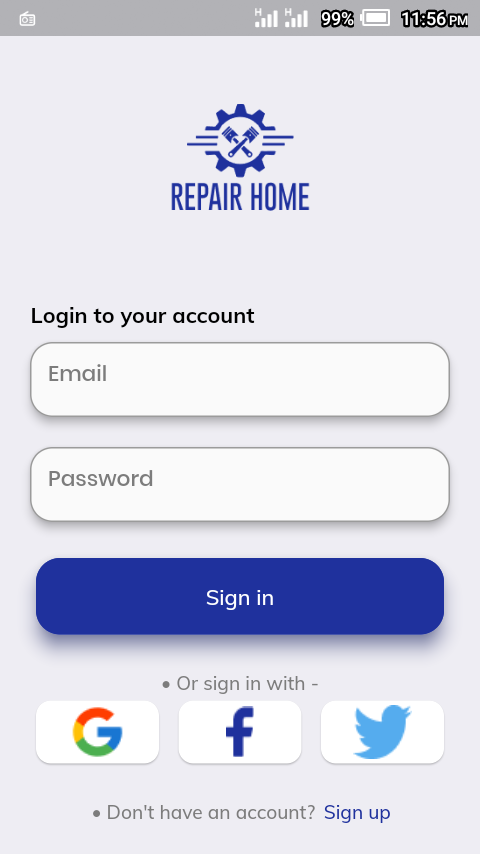 H H 99% 11:56 PM
REPAIR HOME
Login to your account
Email
Password
Sign in
• Or sign in with -
G f
• Don't have an account? Sign up